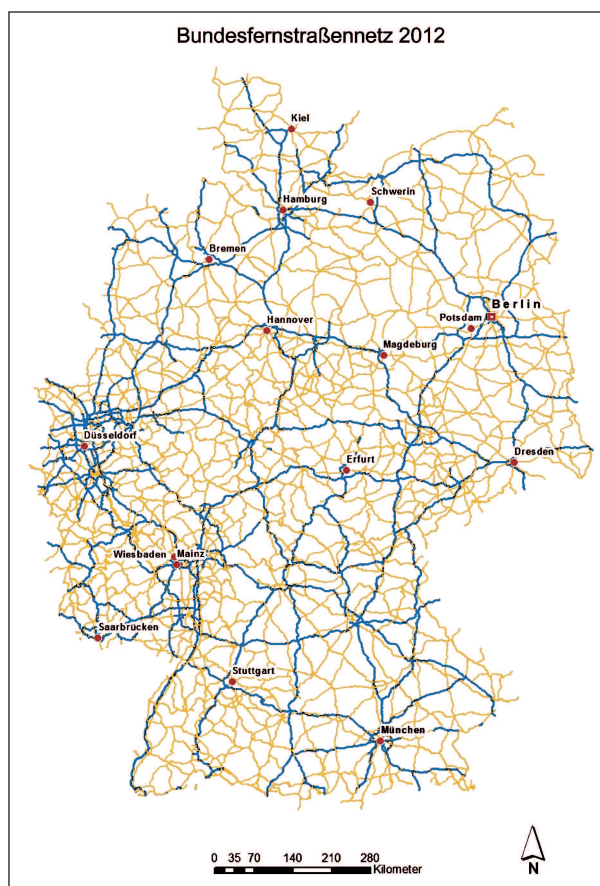 Bundesfernstraßennetz 2012
Kiel
Schwerin
Hamburg
Bremen
Berlin
Potsdam
Hannover
Magdeburg
Düsseldorf
Erfurt
Dresden
Wiesbaden
Mainz
Saarbrücken
Stuttgart
München
0 35 70 140 210 280
Kilometer
N